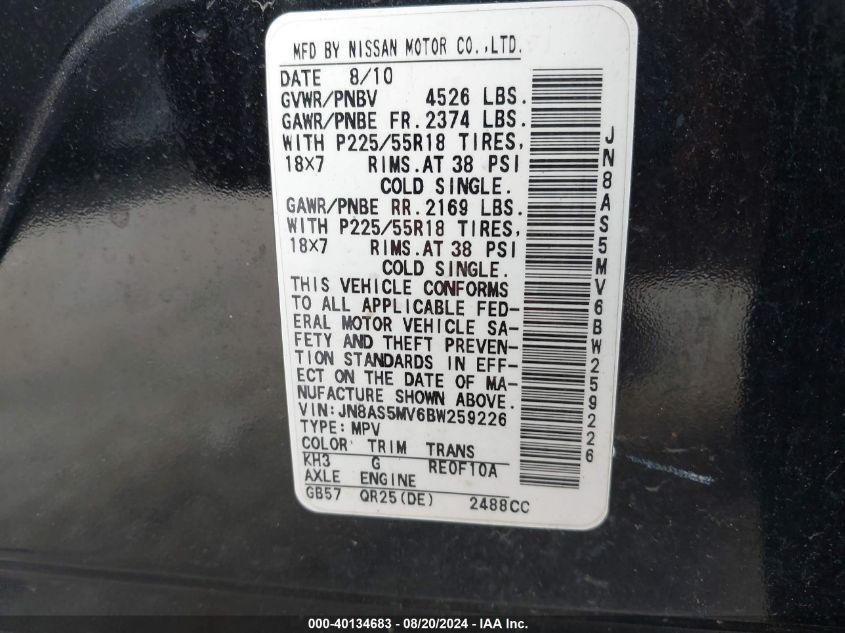 MFD BY NISSAN MOTOR CO.,LTD.
DATE 8/10
GVWR/PNBV 4526 LBS.
GAWR/PNBE FR.2374 LBS.
WITH P225/55R18 TIRES,
18X7 RIMS.AT 38 PSI
COLD SINGLE.
GAWR/PNBE RR.2169 LBS.
WITH P225/55R18 TIRES,
18X7 RIMS.AT 38 PSI
COLD SINGLE.
THIS VEHICLE CONFORMS
TO ALL APPLICABLE FED-
ERAL MOTOR VEHICLE SA-
FETY AND THEFT PREVEN-
TION STANDARDS IN EFF-
ECT ON THE DATE OF MA-
NUFACTURE SHOWN ABOVE.
VIN:JN8AS5MV6BW259226
TYPE:MPV
COLOR TRIM TRANS
KH3 G RE0F10A
AXLE ENGINE
GB57 QR25(DE) 2488CC
JN8AS5MV6BW259226
000-40134683 - 08/20/2024 - IAA Inc.